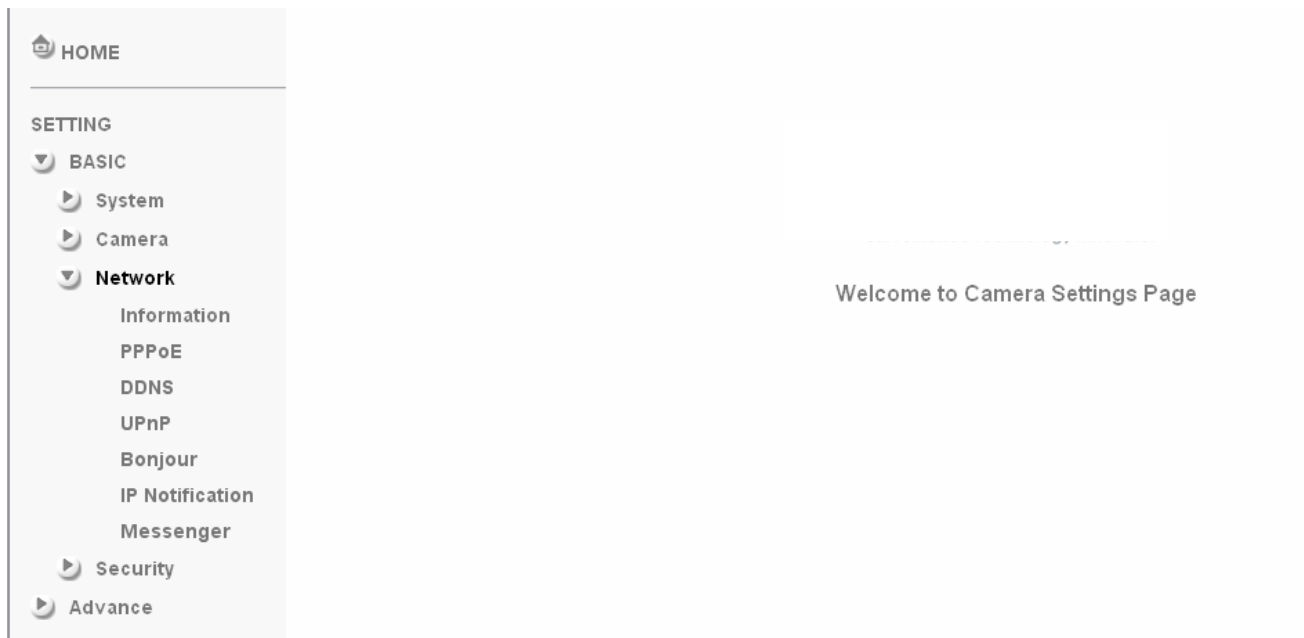 HOME
SETTING
BASIC
System
Camera
Network
Information
PPPoE
DDNS
UPnP
Bonjour
IP Notification
Messenger
Security
Advance
Welcome to Camera Settings Page